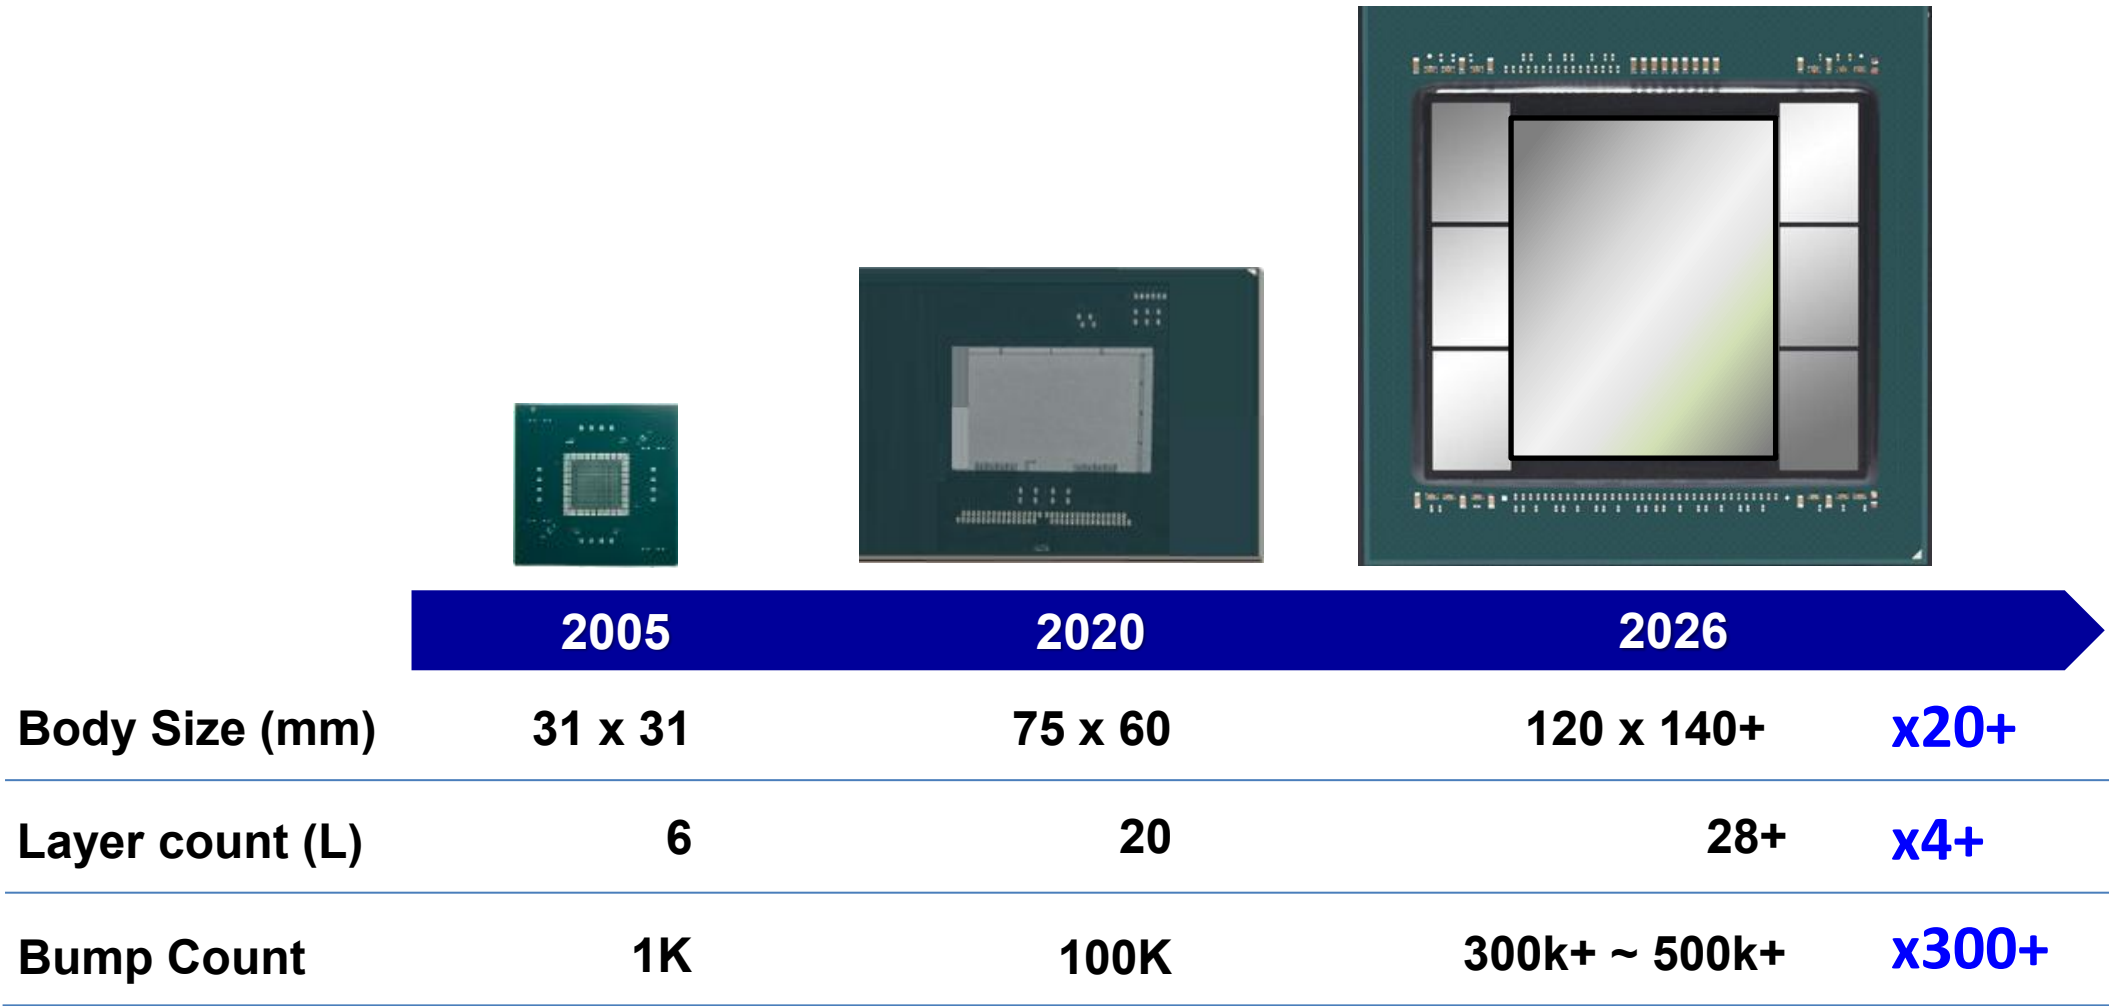 2005 2020 2026
Body Size (mm) 31 x 31 75 x 60 120 x 140+ x20+
Layer count (L) 6 20 28+ x4+
Bump Count 1K 100K 300k+ ~ 500k+ x300+